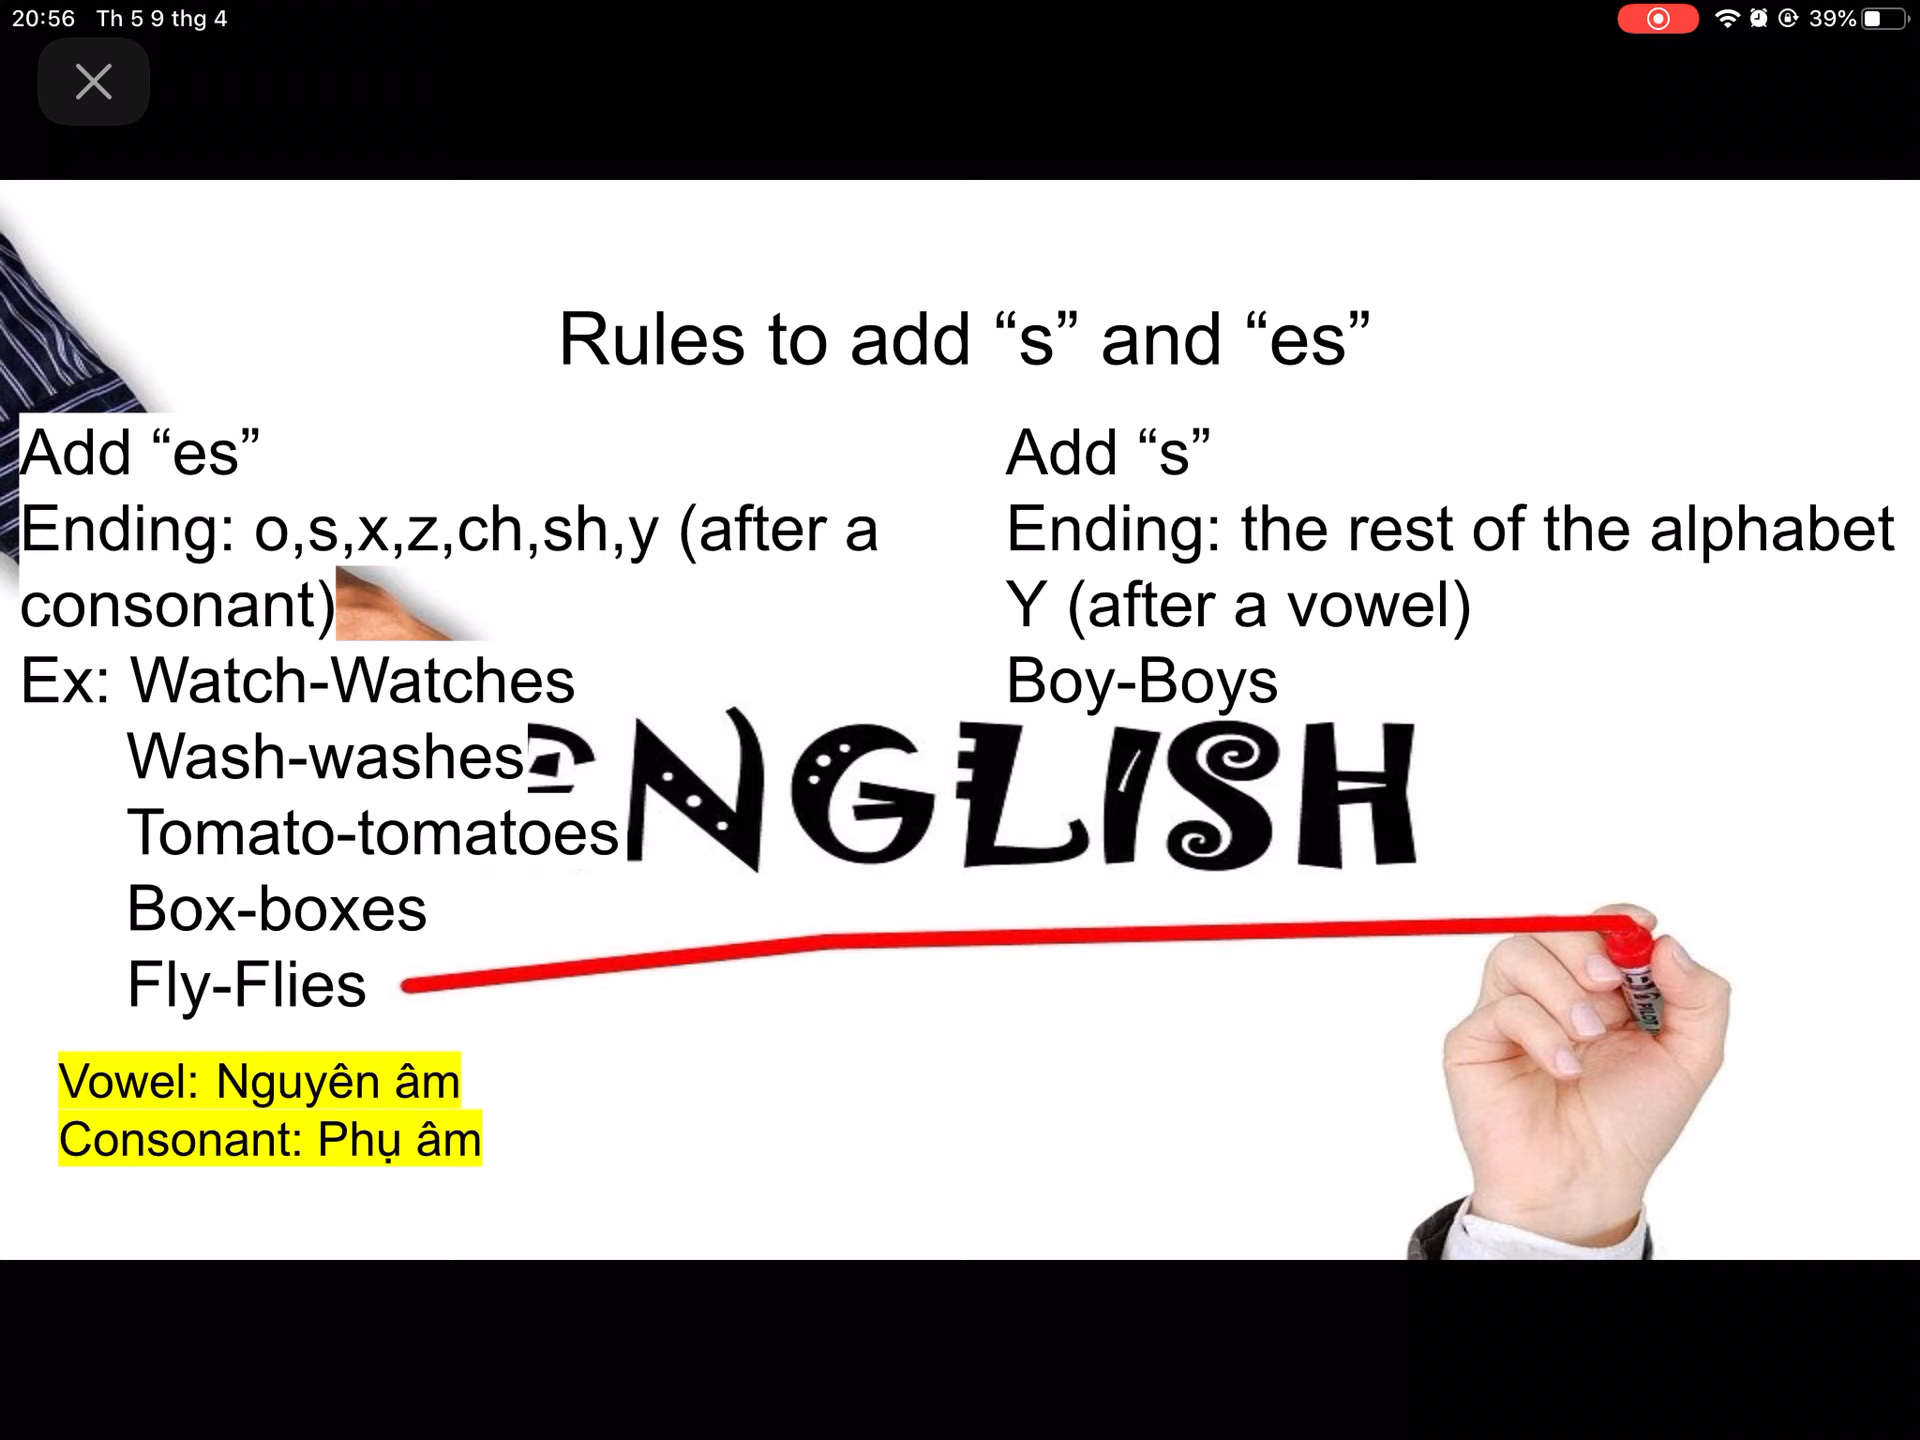 20:56 Th 5 9 thg 4
39%
Rules to add “s” and “es”
Add “es”
Ending: o,s,x,z,ch,sh,y (after a
consonant)
Ex: Watch-Watches
Wash-washes
Tomato-tomatoes
Box-boxes
Fly-Flies
Add “s”
Ending: the rest of the alphabet
Y (after a vowel)
Boy-Boys
ENGLISH
PILOT
Vowel: Nguyên âm
Consonant: Phụ âm